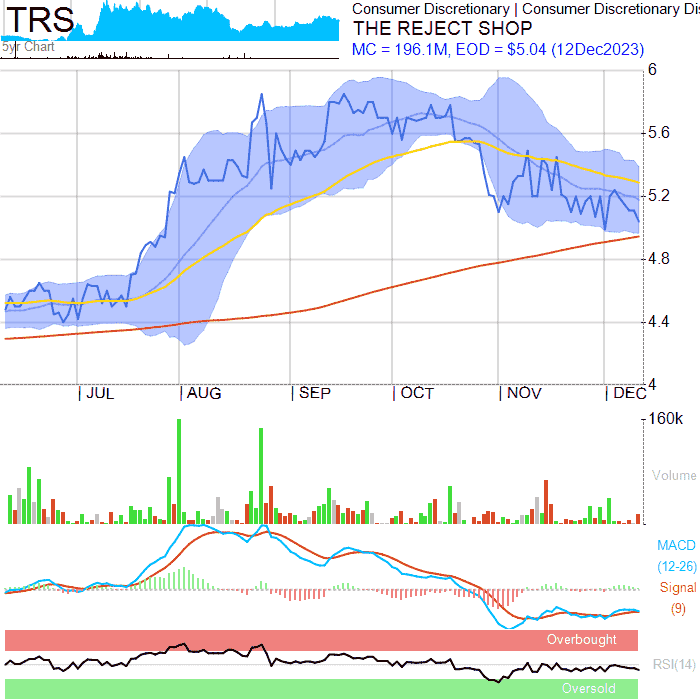 TRS
5yr Chart
Consumer Discretionary | Consumer Discretionary Dis
THE REJECT SHOP
MC = 196.1M, EOD = $5.04 (12Dec2023)
6
5.6
5.2
4.8
4.4
4
| JUL | AUG | SEP | OCT | NOV | DEC
160k
Volume
MACD
(12-26)
Signal
(9)
Overbought
RSI(14)
Oversold